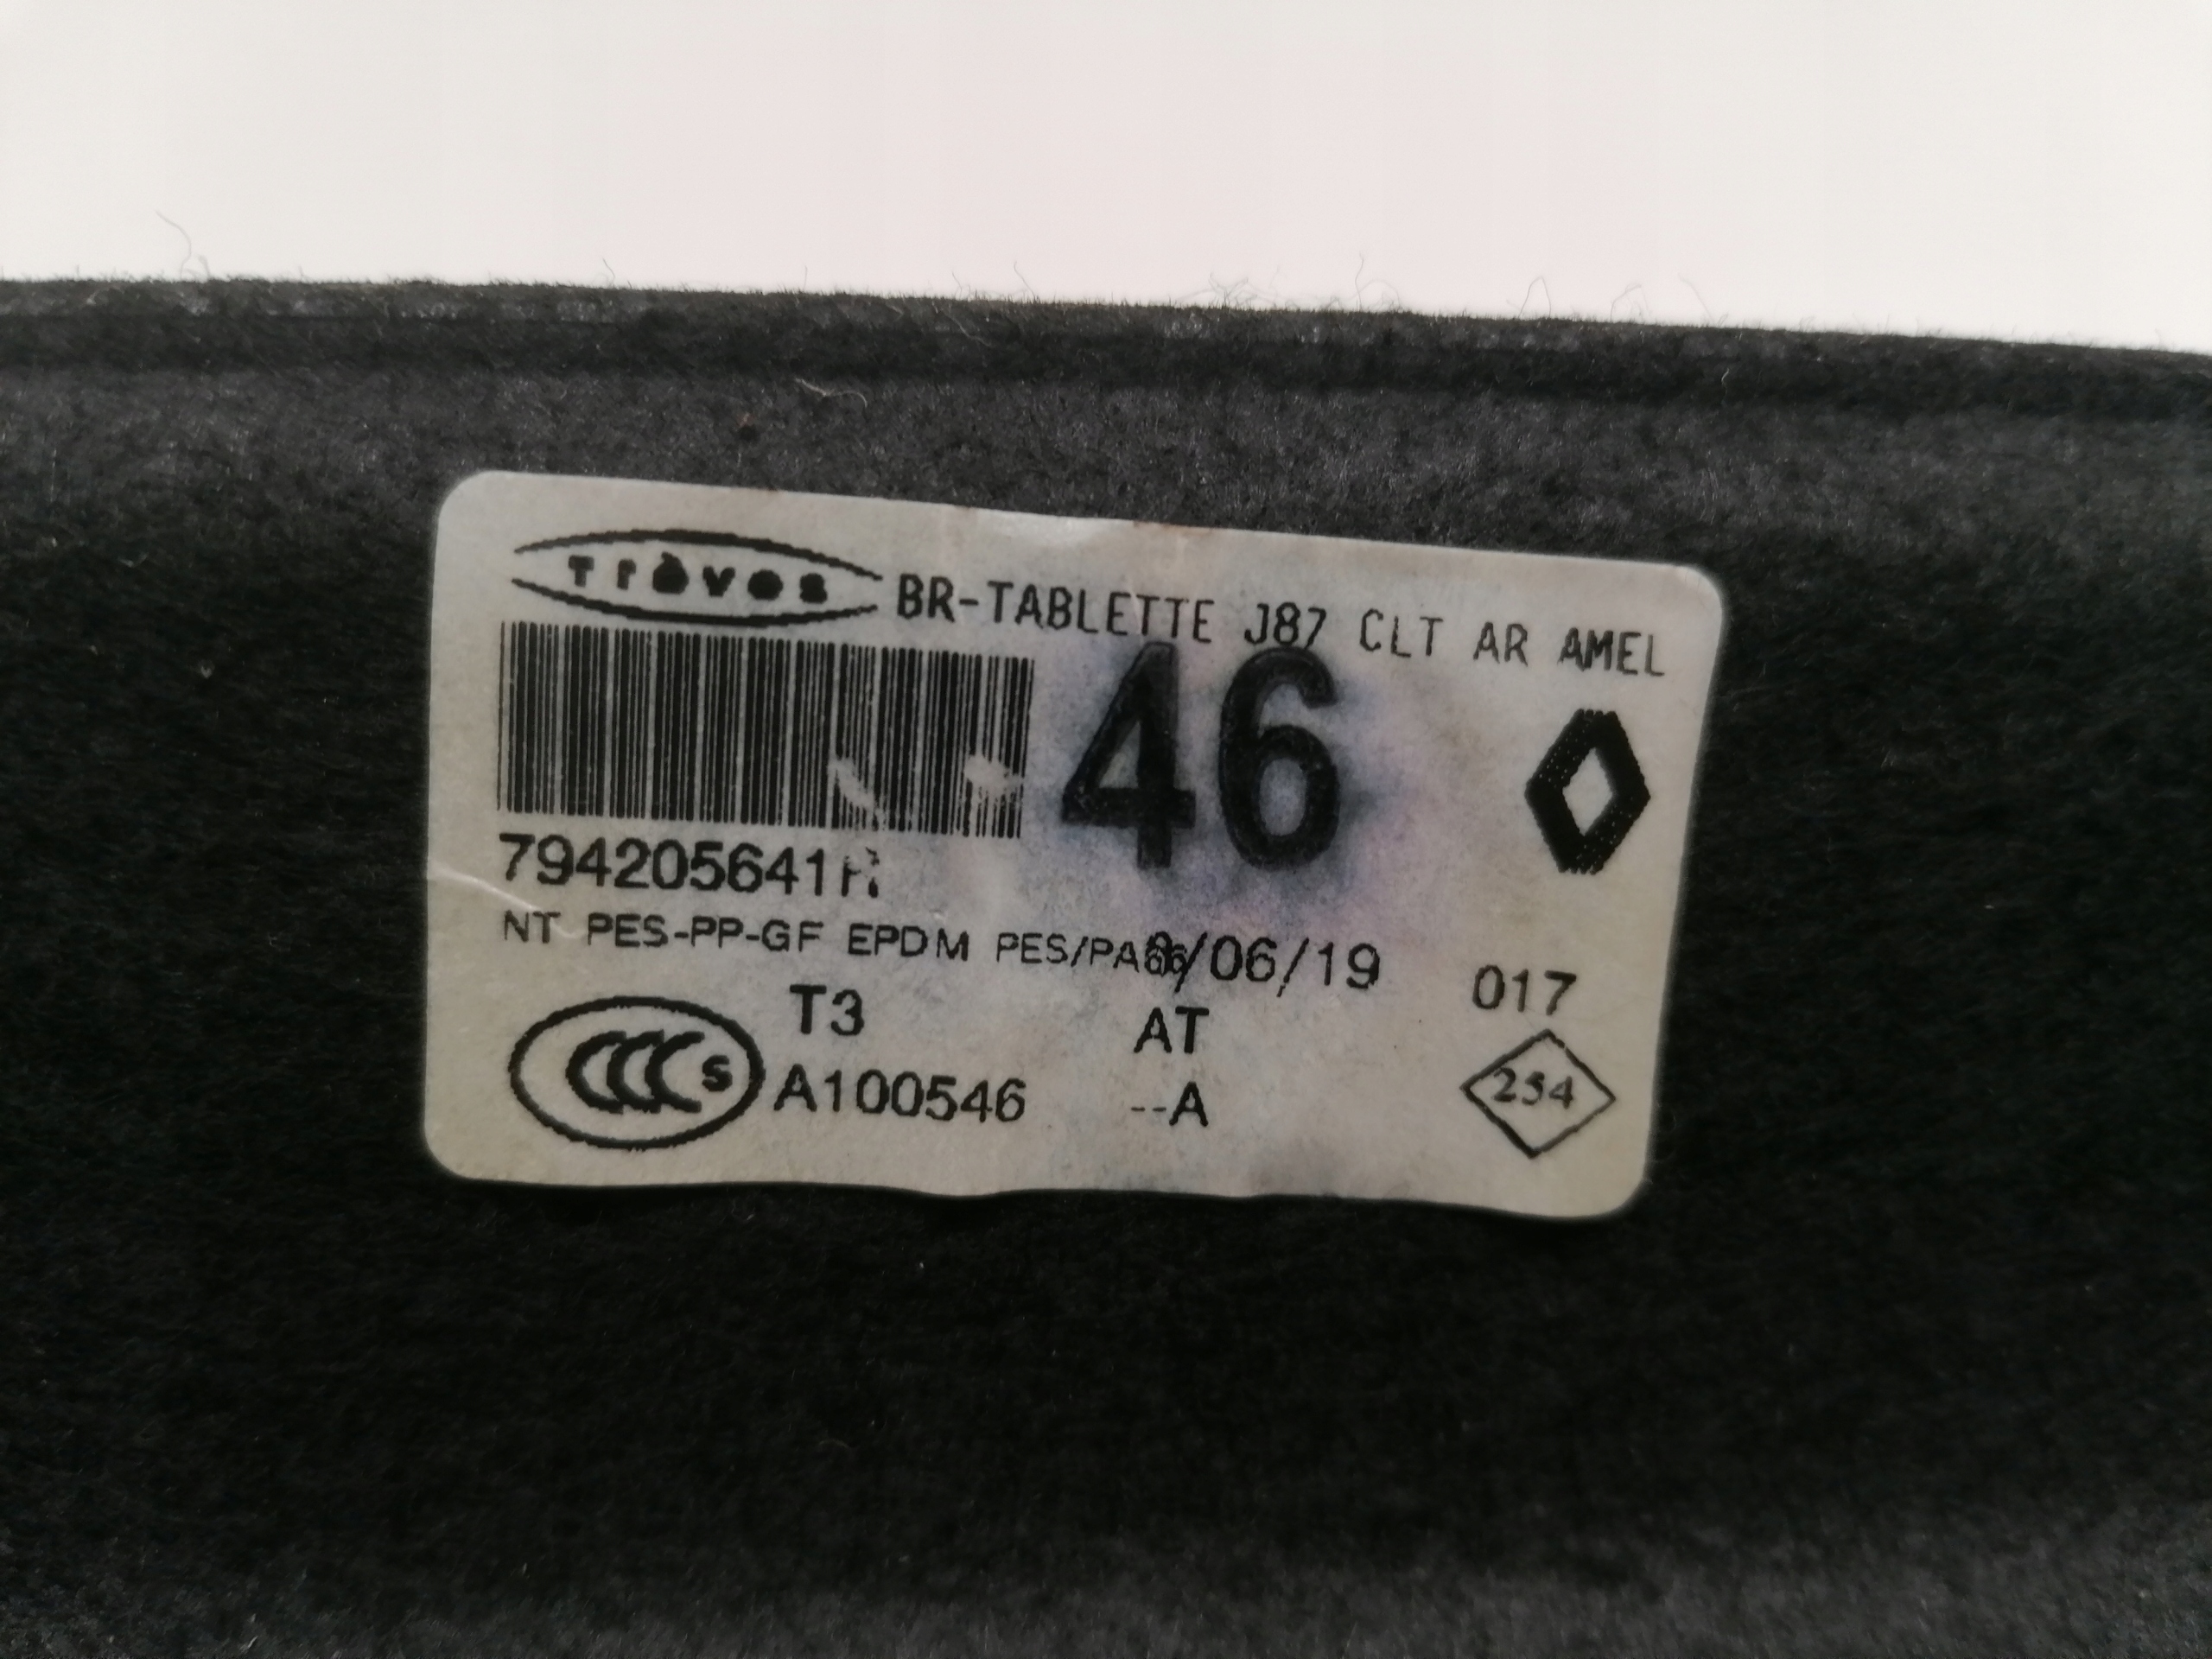 Trèves BR-TABLETTE J87 CLT AR AMEL
46
794205641R
NT PES-PP-GF EPDM PES/PA66 /06/19
017
T3 AT
CCC S A100546 --A
254